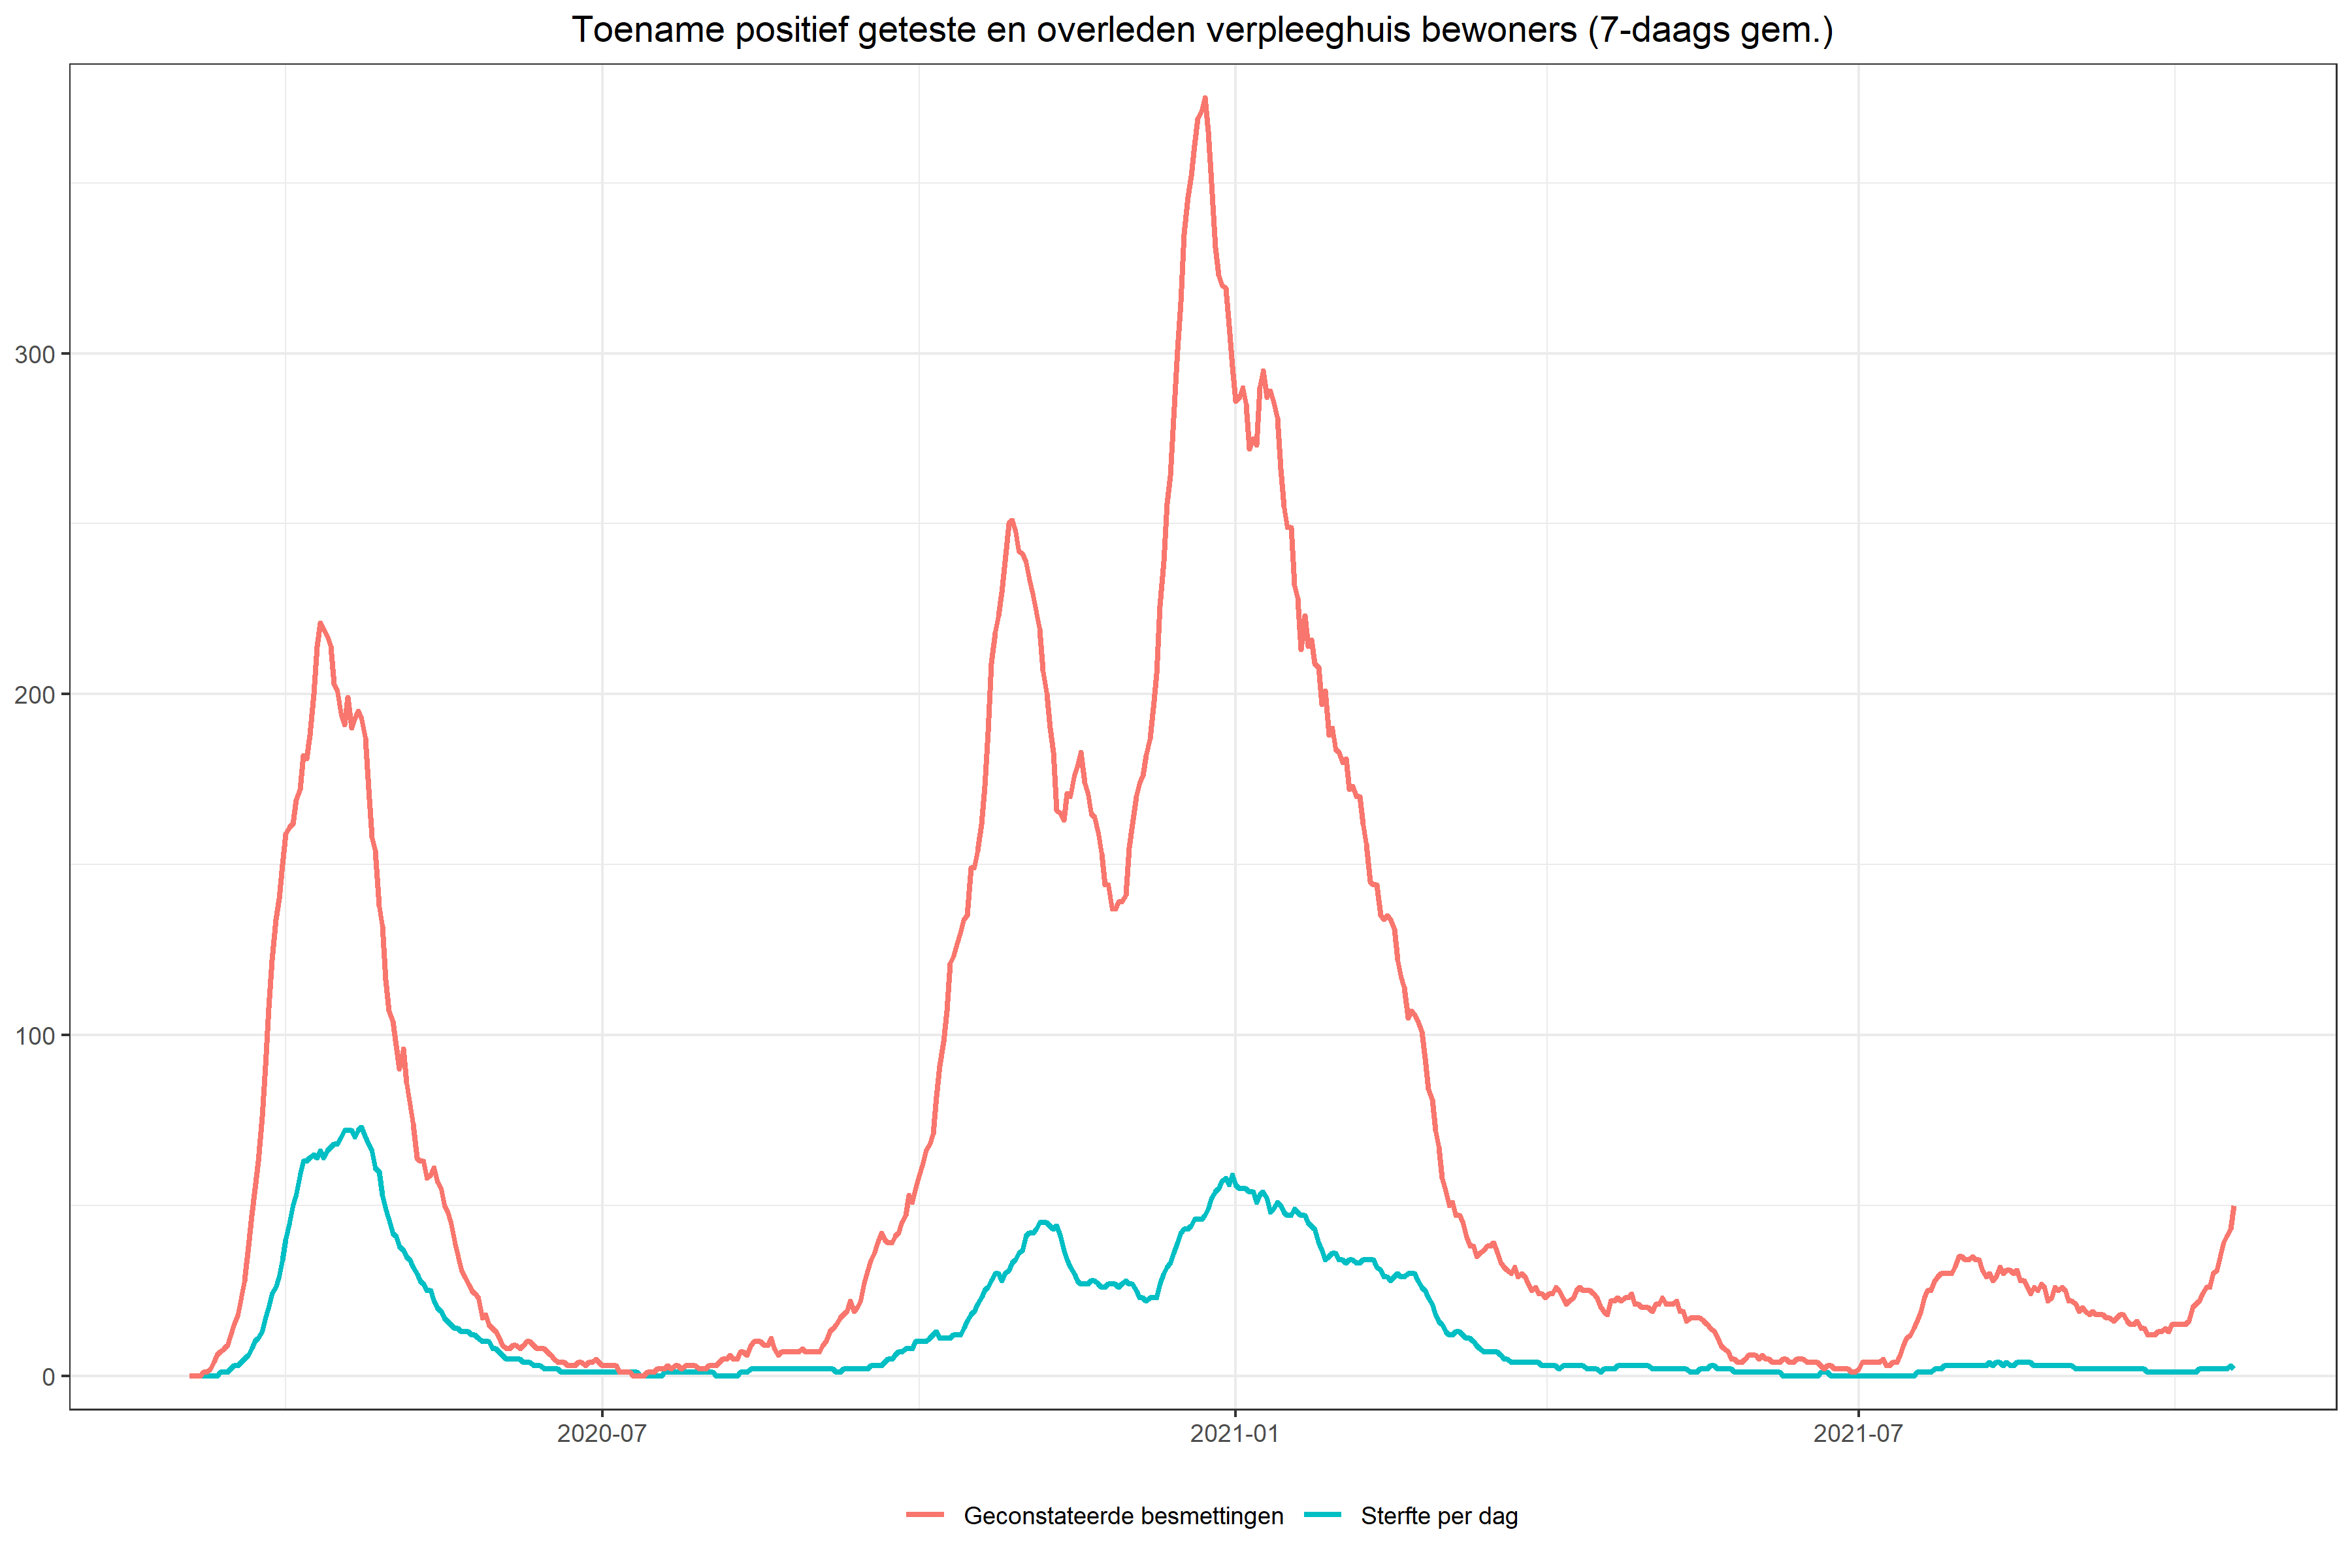 Toename positief geteste en overleden verpleeghuis bewoners (7-daags gem.)
300
200
100
0
2020-07 2021-01 2021-07
Geconstateerde besmettingen Sterfte per dag